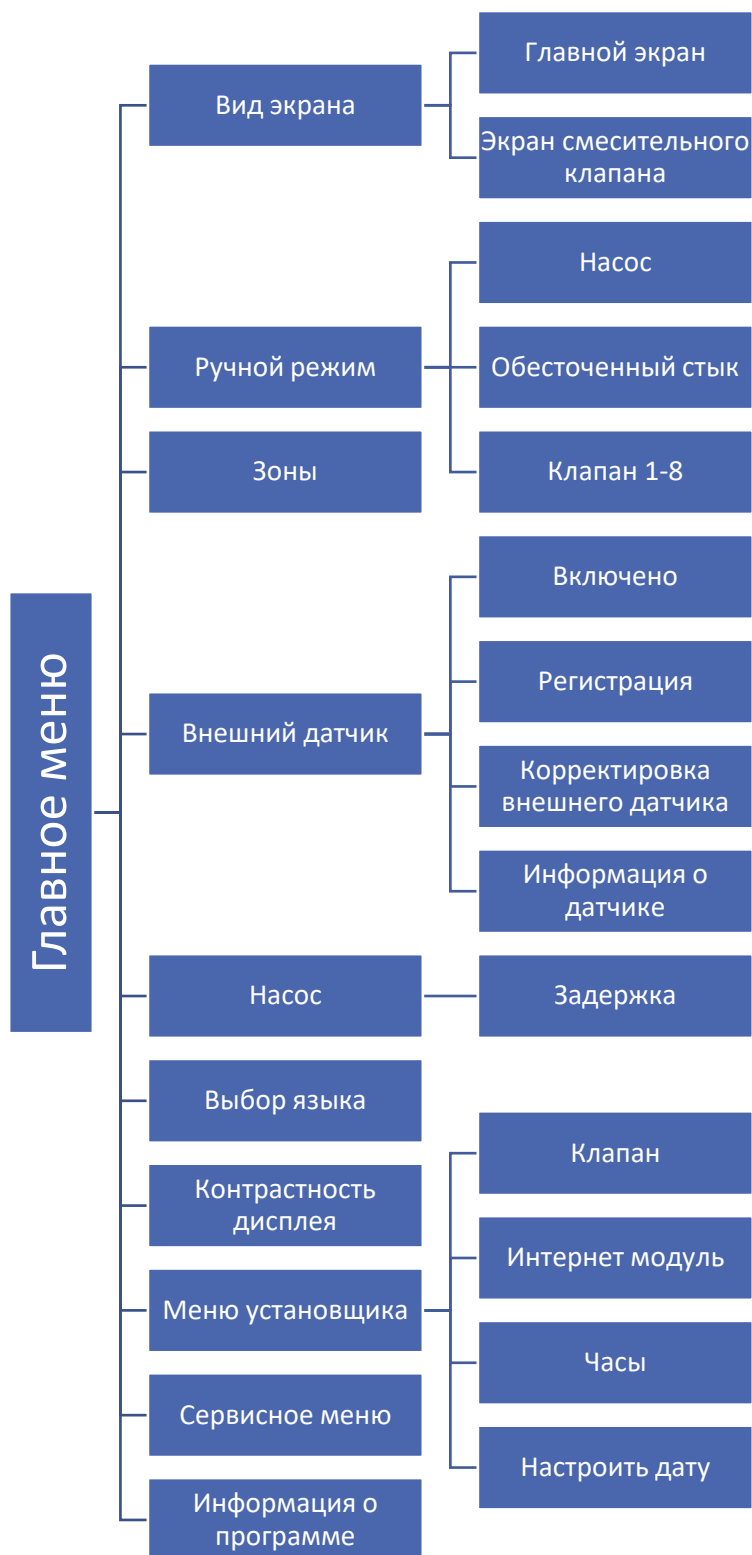 Главное меню
Вид экрана
Главной экран
Экран смесительного
клапана
Ручной режим
Насос
Обесточенный стык
Клапан 1-8
Зоны
Внешний датчик
Включено
Регистрация
Корректировка
внешнего датчика
Информация о
датчике
Насос
Задержка
Выбор языка
Контрастность
дисплея
Меню установщика
Клапан
Интернет модуль
Часы
Настроить дату
Сервисное меню
Информация о
программе